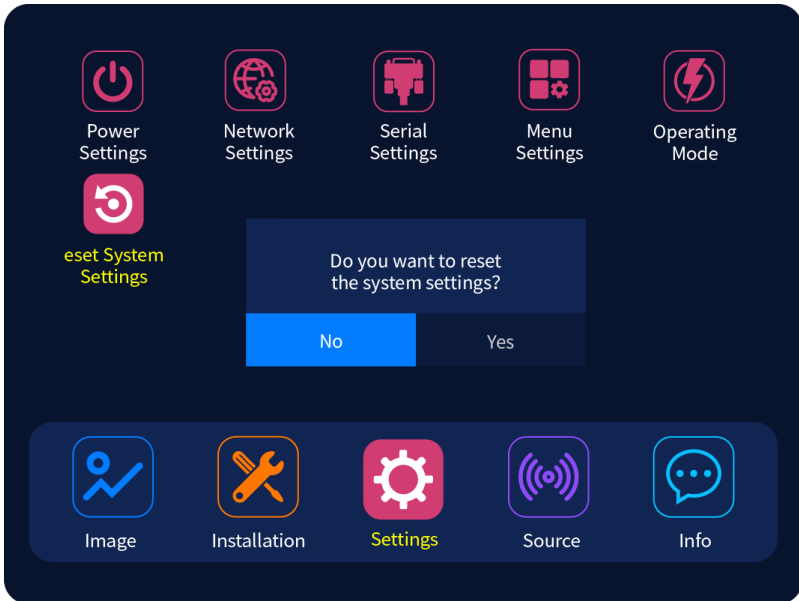 Power
Settings
Network
Settings
Serial
Settings
Menu
Settings
Operating
Mode
eset System
Settings
Do you want to reset
the system settings?
No
Yes
Image
Installation
Settings
Source
Info